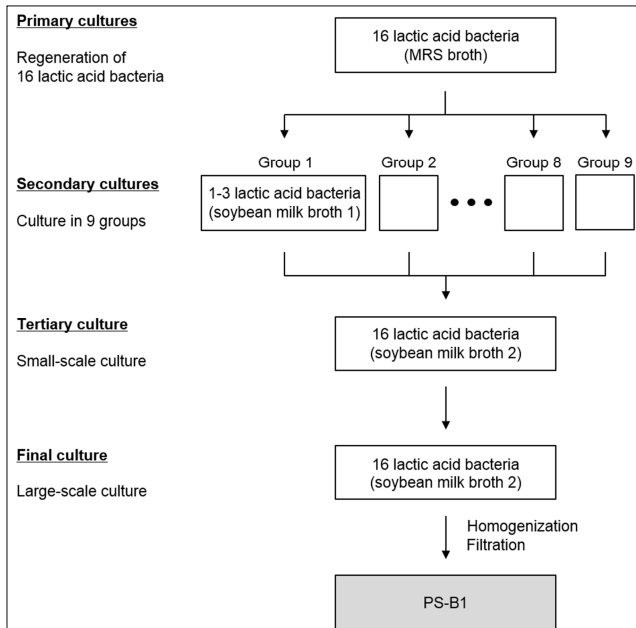 Primary cultures
Regeneration of
16 lactic acid bacteria
16 lactic acid bacteria
(MRS broth)
Group 1
Group 2
Group 8
Group 9
Secondary cultures
Culture in 9 groups
1-3 lactic acid bacteria
(soybean milk broth 1)
Tertiary culture
Small-scale culture
16 lactic acid bacteria
(soybean milk broth 2)
Final culture
Large-scale culture
16 lactic acid bacteria
(soybean milk broth 2)
Homogenization
Filtration
PS-B1